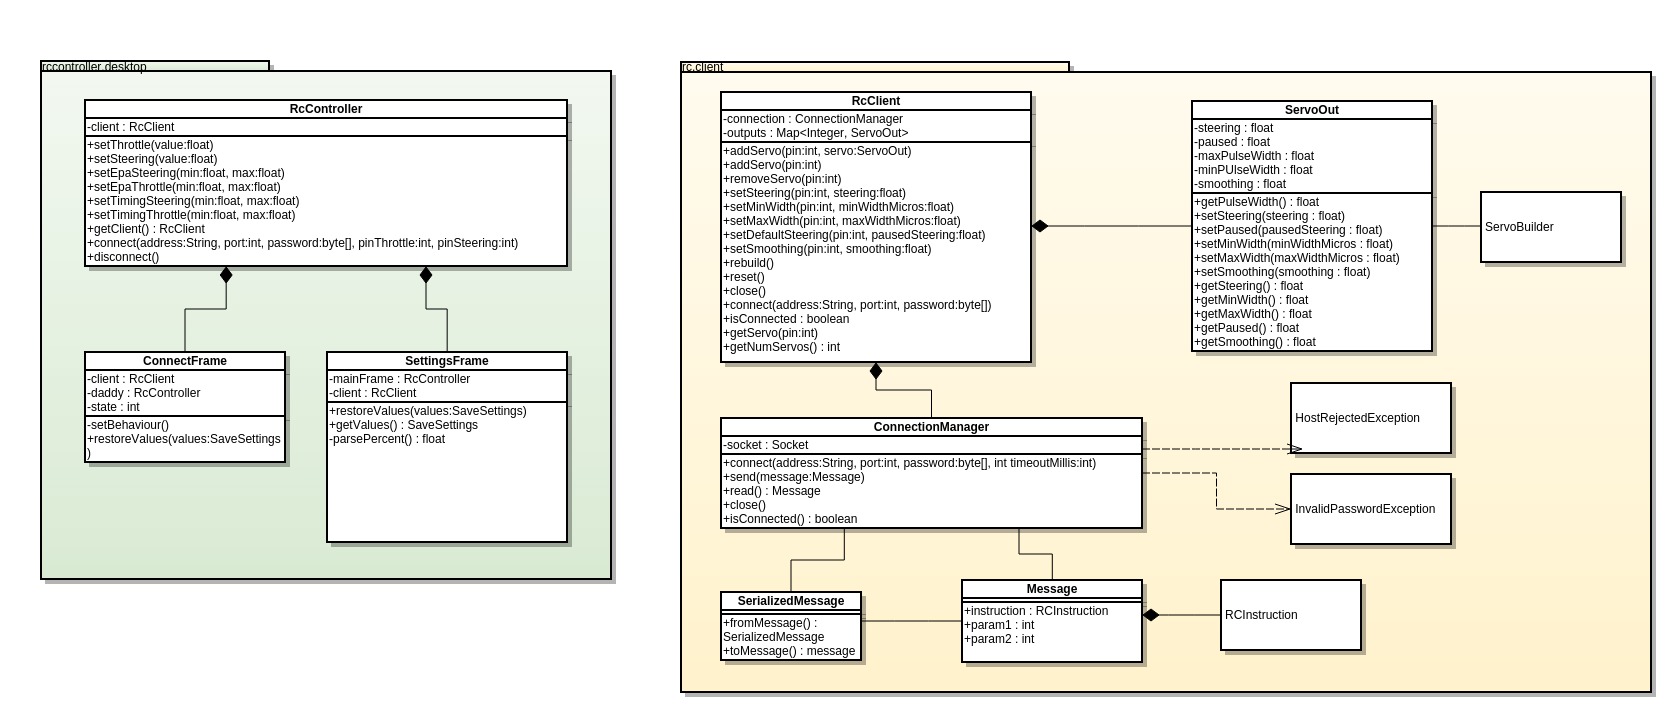 rccontroller.desktop
RcController
-client : RcClient
+setThrottle(value:float)
+setSteering(value:float)
+setEpaSteering(min:float, max:float)
+setEpaThrottle(min:float, max:float)
+setTimingSteering(min:float, max:float)
+setTimingThrottle(min:float, max:float)
+getClient() : RcClient
+connect(address:String, port:int, password:byte[], pinThrottle:int, pinSteering:int)
+disconnect()
ConnectFrame
-client : RcClient
-daddy : RcController
-state : int
-setBehaviour()
+restoreValues(values:SaveSettings
)
SettingsFrame
-mainFrame : RcController
-client : RcClient
+restoreValues(values:SaveSettings)
+getValues() : SaveSettings
-parsePercent() : float
rc.client
RcClient
-connection : ConnectionManager
-outputs : Map<Integer, ServoOut>
+addServo(pin:int, servo:ServoOut)
+addServo(pin:int)
+removeServo(pin:int)
+setSteering(pin:int, steering:float)
+setMinWidth(pin:int, minWidthMicros:float)
+setMaxWidth(pin:int, maxWidthMicros:float)
+setDefaultSteering(pin:int, pausedSteering:float)
+setSmoothing(pin:int, smoothing:float)
+rebuild()
+reset()
+close()
+connect(address:String, port:int, password:byte[])
+isConnected : boolean
+getServo(pin:int)
+getNumServos() : int
ServoOut
-steering : float
-paused : float
-maxPulseWidth : float
-minPUlseWidth : float
-smoothing : float
+getPulseWidth() : float
+setSteering(steering : float)
+setPaused(pausedSteering : float)
+setMinWidth(minWidthMicros : float)
+setMaxWidth(maxWidthMicros : float)
+setSmoothing(smoothing : float)
+getSteering() : float
+getMinWidth() : float
+getMaxWidth() : float
+getPaused() : float
+getSmoothing() : float
ServoBuilder
ConnectionManager
-socket : Socket
+connect(address:String, port:int, password:byte[], int timeoutMillis:int)
+send(message:Message)
+read() : Message
+close()
+isConnected() : boolean
HostRejectedException
InvalidPasswordException
SerializedMessage
+fromMessage() :
SerializedMessage
+toMessage() : message
Message
+instruction : RCInstruction
+param1 : int
+param2 : int
RCInstruction